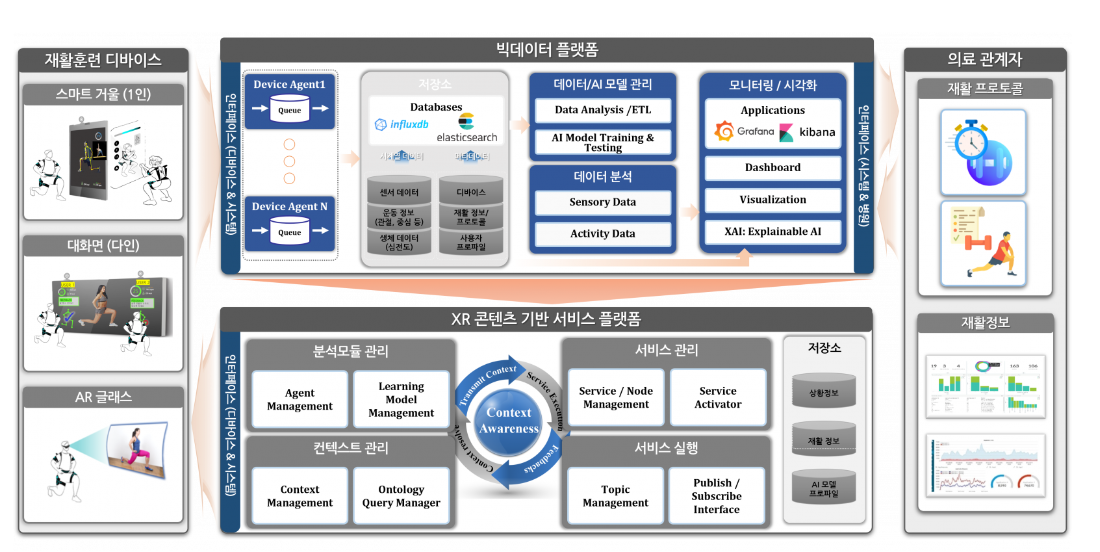 재활훈련 디바이스
스마트 거울 (1인)
대화면 (다인)
AR 글래스
빅데이터 플랫폼
인터페이스 (디바이스 & 시스템)
Device Agent1
Queue
Device Agent N
Queue
저장소
Databases
influxdb
elasticsearch
센서 데이터
운동 정보
(관절, 중심 등)
생체 데이터
(심전도)
디바이스
재활 정보/
프로토콜
사용자
프로파일
데이터/AI 모델 관리
Data Analysis /ETL
AI Model Training &
Testing
데이터 분석
Sensory Data
Activity Data
모니터링 / 시각화
Applications
Grafana
kibana
Dashboard
Visualization
XAI: Explainable AI
인터페이스 (시스템 & 병원)
XR 콘텐츠 기반 서비스 플랫폼
인터페이스 (디바이스 & 시스템)
분석모듈 관리
Agent
Management
Learning
Model
Management
컨텍스트 관리
Context
Management
Ontology
Query Manager
Transmit Context
Service Execution
Context
Awareness
Context resolve
Feedbacks
서비스 관리
Service / Node
Management
Service
Activator
서비스 실행
Topic
Management
Publish /
Subscribe
Interface
저장소
상황정보
재활 정보
AI 모델
프로파일
의료 관계자
재활 프로토콜
재활정보